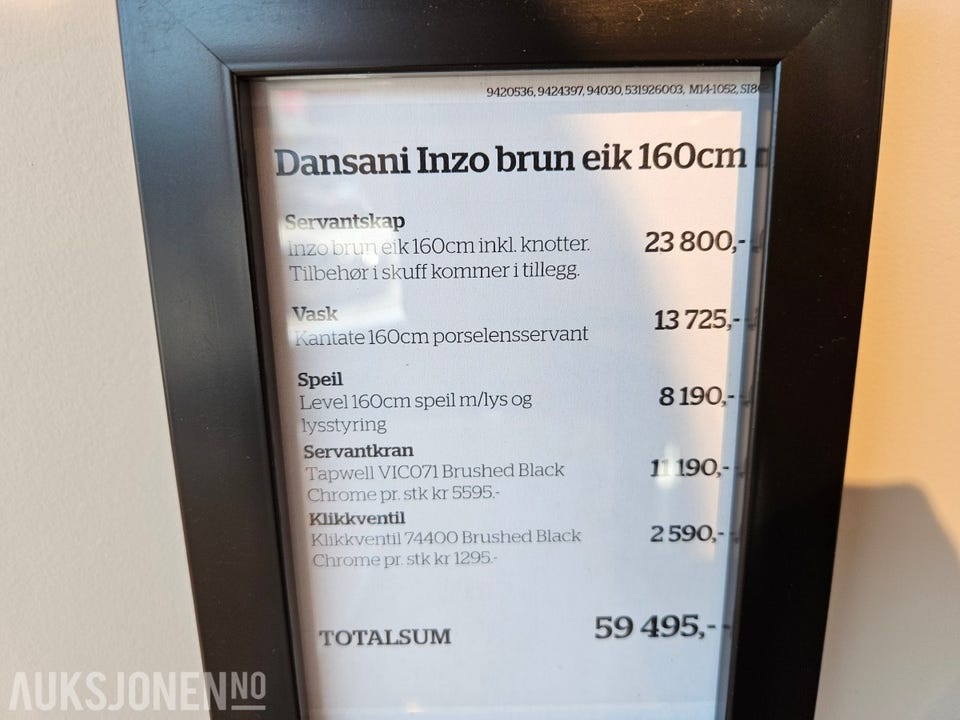 9420536, 9424397, 94030, 531926003, M14-1052,
Dansani Inzo brun eik 160cm
Servantskap
Inzo brun eik 160cm inkl. knotter. 23 800,-
Tilbehør i skuff kommer i tillegg.
Vask
Kantate 160cm porselensservant 13 725,-
Speil
Level 160cm speil m/lys og 8 190,-
lysstyring
Servantkran
Tapwell VIC071 Brushed Black 11 190,-
Chrome pr. stk kr 5595.-
Klikkventil
Klikkventil 74400 Brushed Black 2 590,-
Chrome pr. stk kr 1295.-
TOTALSUM 59 495,-
AUKSJONEN.NO